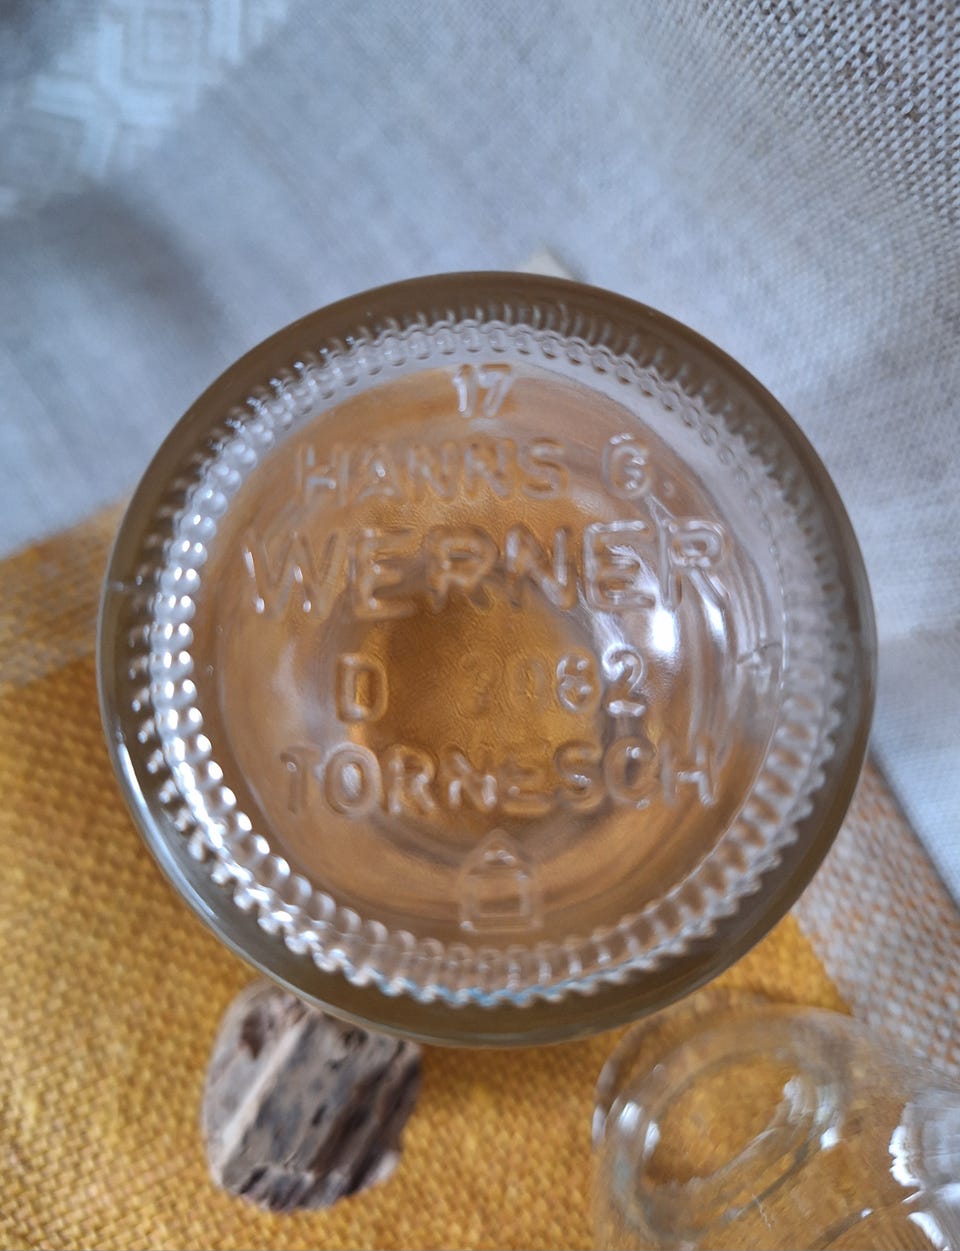 17
HANNS G.
WERNER
D 2082
TORNESCH